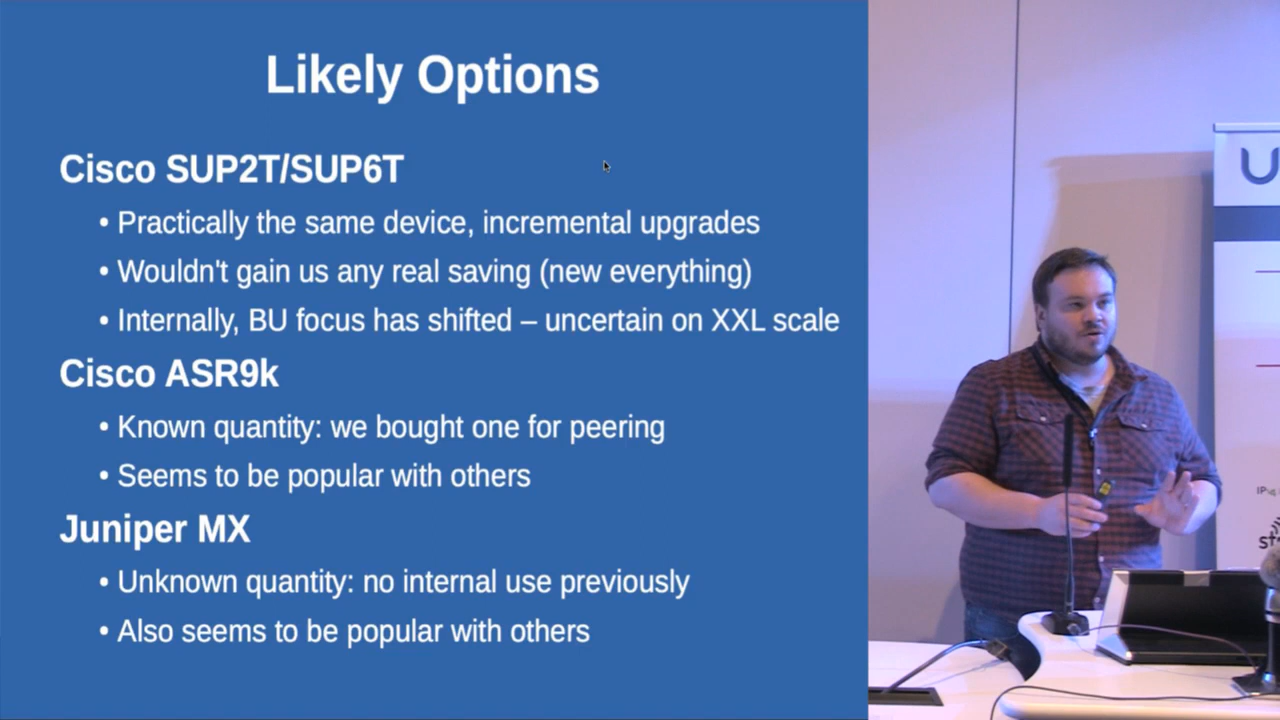 Likely Options
Cisco SUP2T/SUP6T
• Practically the same device, incremental upgrades
• Wouldn't gain us any real saving (new everything)
• Internally, BU focus has shifted – uncertain on XXL scale
Cisco ASR9k
• Known quantity: we bought one for peering
• Seems to be popular with others
Juniper MX
• Unknown quantity: no internal use previously
• Also seems to be popular with others